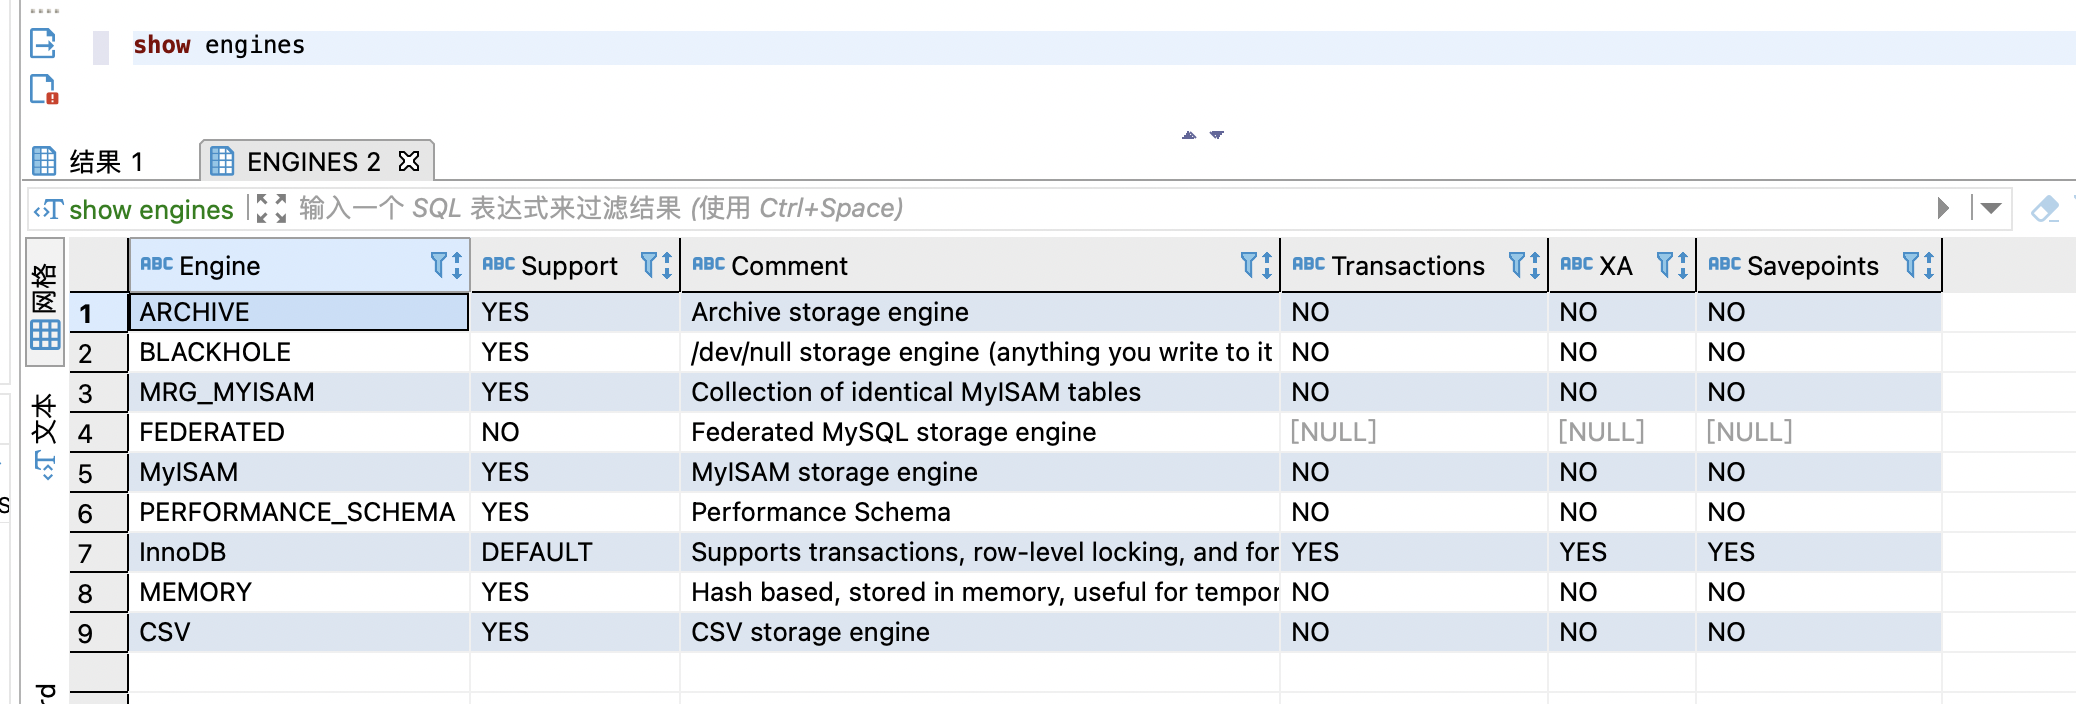 show engines
结果 1
ENGINES 2
show engines 输入一个 SQL 表达式来过滤结果 (使用 Ctrl+Space)
网格
文本
ABC Engine ABC Support ABC Comment ABC Transactions ABC XA ABC Savepoints
1 ARCHIVE YES Archive storage engine NO NO NO
2 BLACKHOLE YES /dev/null storage engine (anything you write to it NO NO NO
3 MRG_MYISAM YES Collection of identical MyISAM tables NO NO NO
4 FEDERATED NO Federated MySQL storage engine [NULL] [NULL] [NULL]
5 MyISAM YES MyISAM storage engine NO NO NO
6 PERFORMANCE_SCHEMA YES Performance Schema NO NO NO
7 InnoDB DEFAULT Supports transactions, row-level locking, and for YES YES YES
8 MEMORY YES Hash based, stored in memory, useful for tempor NO NO NO
9 CSV YES CSV storage engine NO NO NO
rd